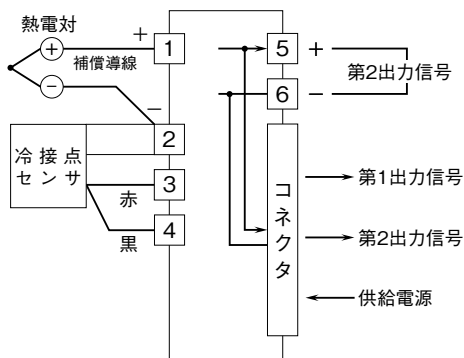 熱電対
+
補償導線
+
1
−
−
2
冷接点
センサ
赤
3
黒
4
5
+
6
−
第2出力信号
コネクタ
第1出力信号
第2出力信号
供給電源